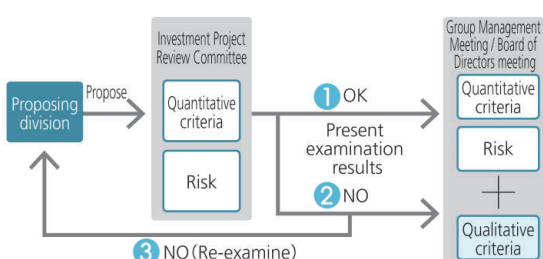 Proposing
division
Propose
Investment Project
Review Committee
Quantitative
criteria
Risk
1 OK
Present
examination
results
2 NO
3 NO (Re-examine)
Group Management
Meeting / Board of
Directors meeting
Quantitative
criteria
Risk
+
Qualitative
criteria